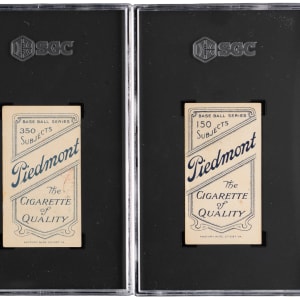 SGC
BASE BALL SERIES
350
SUBJECTS
Piedmont
The
CIGARETTE
OF
QUALITY
SGC
BASE BALL SERIES
150
SUBJECTS
Piedmont
The
CIGARETTE
OF
QUALITY